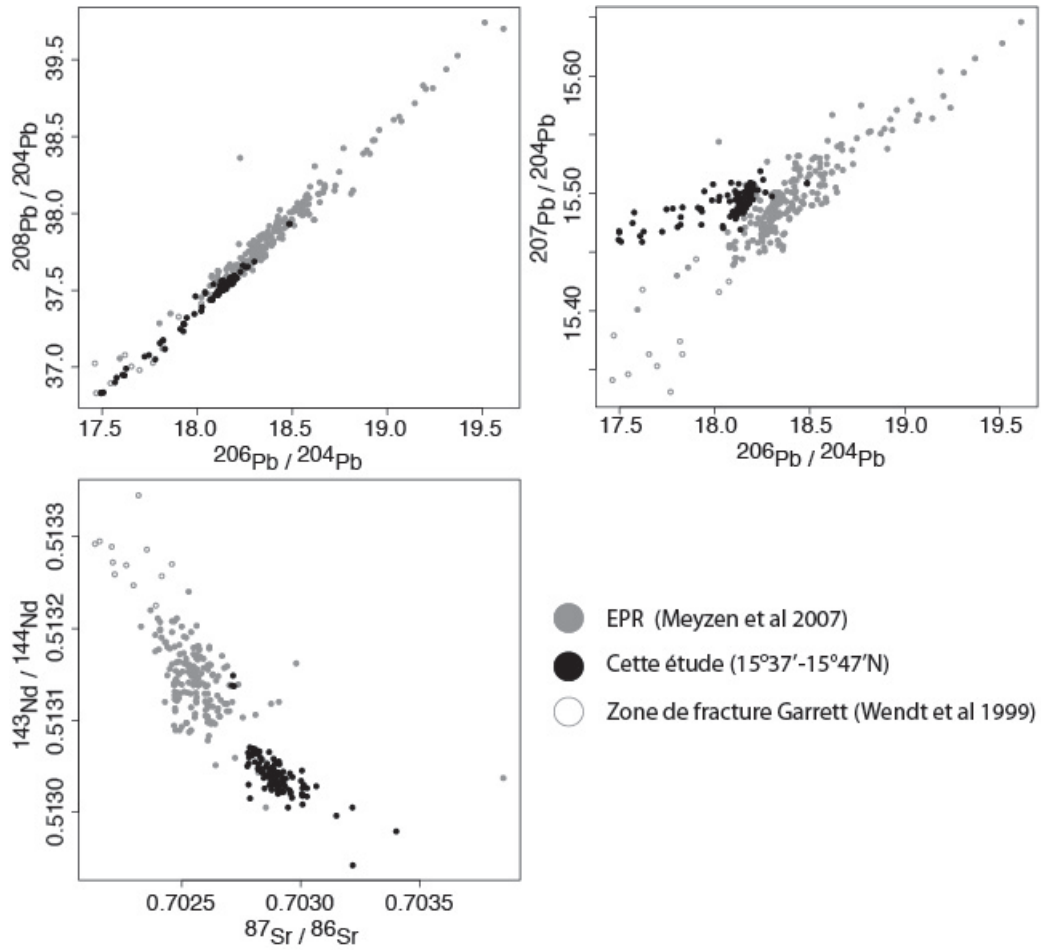 208Pb / 204Pb
39.5
38.5
38.0
37.5
37.0
17.5 18.0 18.5 19.0 19.5
206Pb / 204Pb
207Pb / 204Pb
15.60
15.50
15.40
17.5 18.0 18.5 19.0 19.5
206Pb / 204Pb
143Nd / 144Nd
0.5133
0.5132
0.5131
0.5130
0.7025 0.7030 0.7035
87Sr / 86Sr
EPR (Meyzen et al 2007)
Cette étude (15°37′-15°47′N)
Zone de fracture Garrett (Wendt et al 1999)